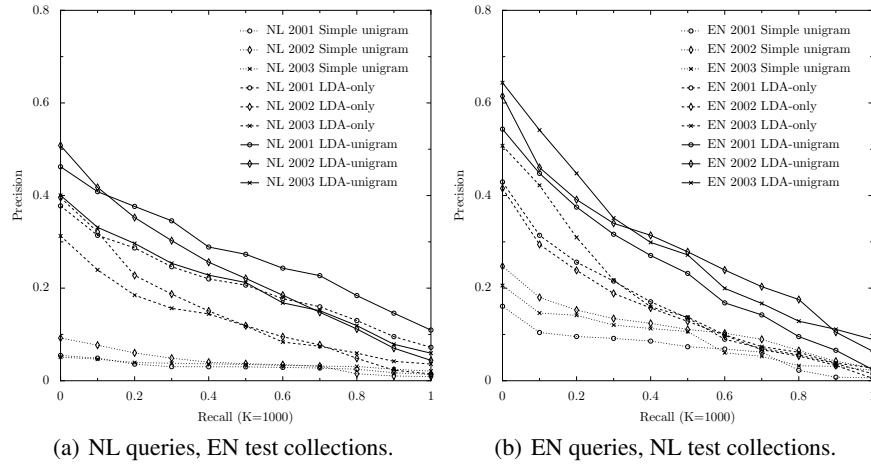 0.8
0.6
0.4
0.2
0
Precision
0 0.2 0.4 0.6 0.8 1
Recall (K=1000)
NL 2001 Simple unigram
NL 2002 Simple unigram
NL 2003 Simple unigram
NL 2001 LDA-only
NL 2002 LDA-only
NL 2003 LDA-only
NL 2001 LDA-unigram
NL 2002 LDA-unigram
NL 2003 LDA-unigram
(a) NL queries, EN test collections.
0.8
0.6
0.4
0.2
0
Precision
0 0.2 0.4 0.6 0.8 1
Recall (K=1000)
EN 2001 Simple unigram
EN 2002 Simple unigram
EN 2003 Simple unigram
EN 2001 LDA-only
EN 2002 LDA-only
EN 2003 LDA-only
EN 2001 LDA-unigram
EN 2002 LDA-unigram
EN 2003 LDA-unigram
(b) EN queries, NL test collections.